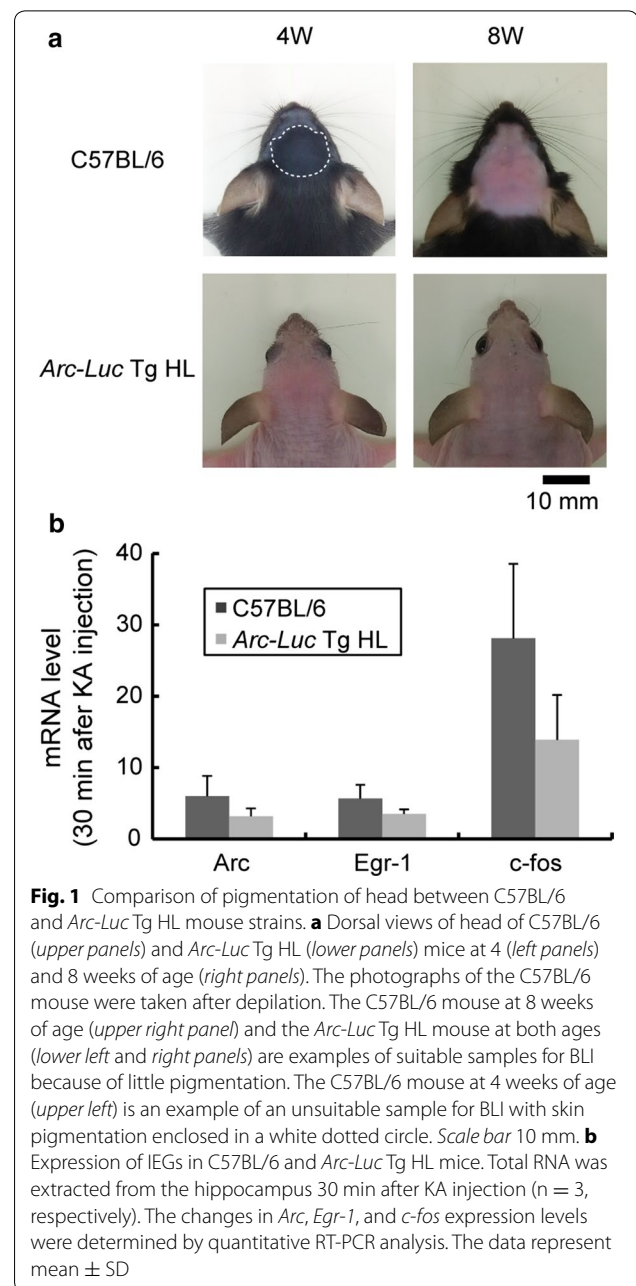 a
4W 8W
C57BL/6
Arc-Luc Tg HL
10 mm
b
mRNA level
(30 min afer KA injection)
40
30
20
10
0
C57BL/6
Arc-Luc Tg HL
Arc Egr-1 c-fos
Fig. 1 Comparison of pigmentation of head between C57BL/6
and Arc-Luc Tg HL mouse strains. a Dorsal views of head of C57BL/6
(upper panels) and Arc-Luc Tg HL (lower panels) mice at 4 (left panels)
and 8 weeks of age (right panels). The photographs of the C57BL/6
mouse were taken after depilation. The C57BL/6 mouse at 8 weeks
of age (upper right panel) and the Arc-Luc Tg HL mouse at both ages
(lower left and right panels) are examples of suitable samples for BLI
because of little pigmentation. The C57BL/6 mouse at 4 weeks of age
(upper left) is an example of an unsuitable sample for BLI with skin
pigmentation enclosed in a white dotted circle. Scale bar 10 mm. b
Expression of IEGs in C57BL/6 and Arc-Luc Tg HL mice. Total RNA was
extracted from the hippocampus 30 min after KA injection (n = 3,
respectively). The changes in Arc, Egr-1, and c-fos expression levels
were determined by quantitative RT-PCR analysis. The data represent
mean ± SD